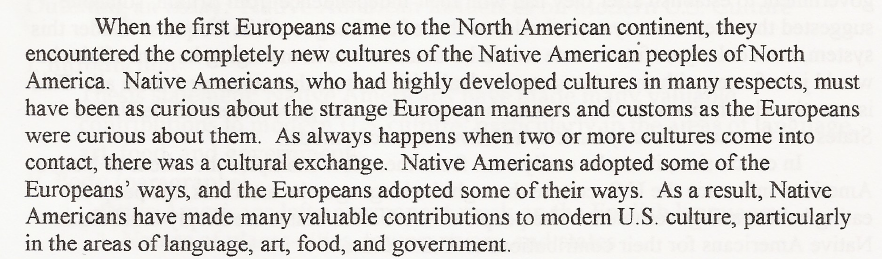 When the first Europeans came to the North American continent, they
encountered the completely new cultures of the Native American peoples of North
America.  Native Americans, who had highly developed cultures in many respects, must
have been as curious about the strange European manners and customs as the Europeans
were curious about them.  As always happens when two or more cultures come into
contact, there was a cultural exchange.  Native Americans adopted some of the
Europeans' ways, and the Europeans adopted some of their ways.  As a result, Native
Americans have made many valuable contributions to modern U.S. culture, particularly
in the areas of language, art, food, and government.